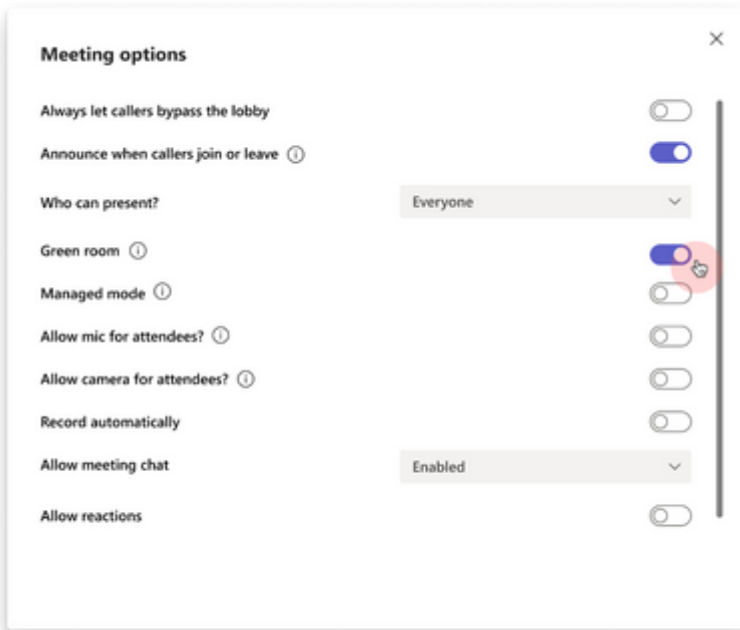 Meeting options
Always let callers bypass the lobby
Announce when callers join or leave
Who can present?
Everyone
Green room
Managed mode
Allow mic for attendees?
Allow camera for attendees?
Record automatically
Allow meeting chat
Enabled
Allow reactions